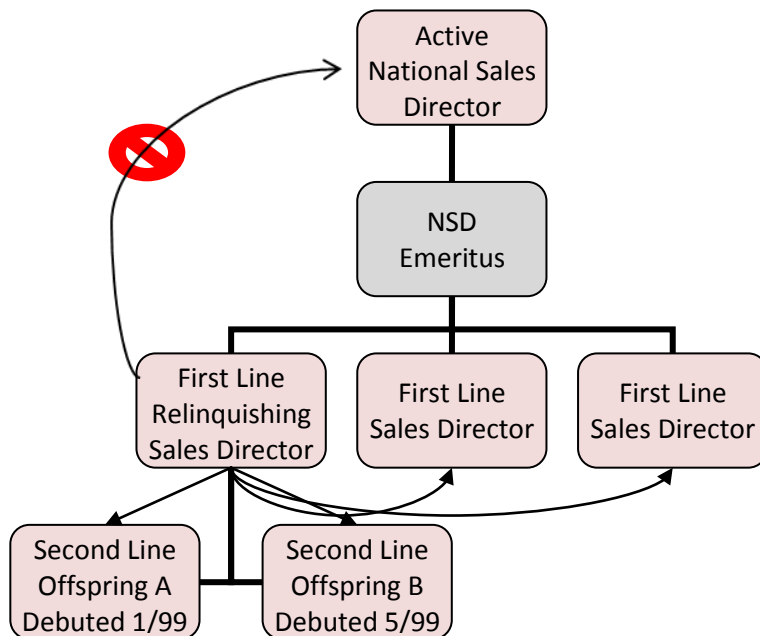 Active
National Sales
Director
NSD
Emeritus
First Line
Relinquishing
Sales Director
First Line
Sales Director
First Line
Sales Director
Second Line
Offspring A
Debuted 1/99
Second Line
Offspring B
Debuted 5/99